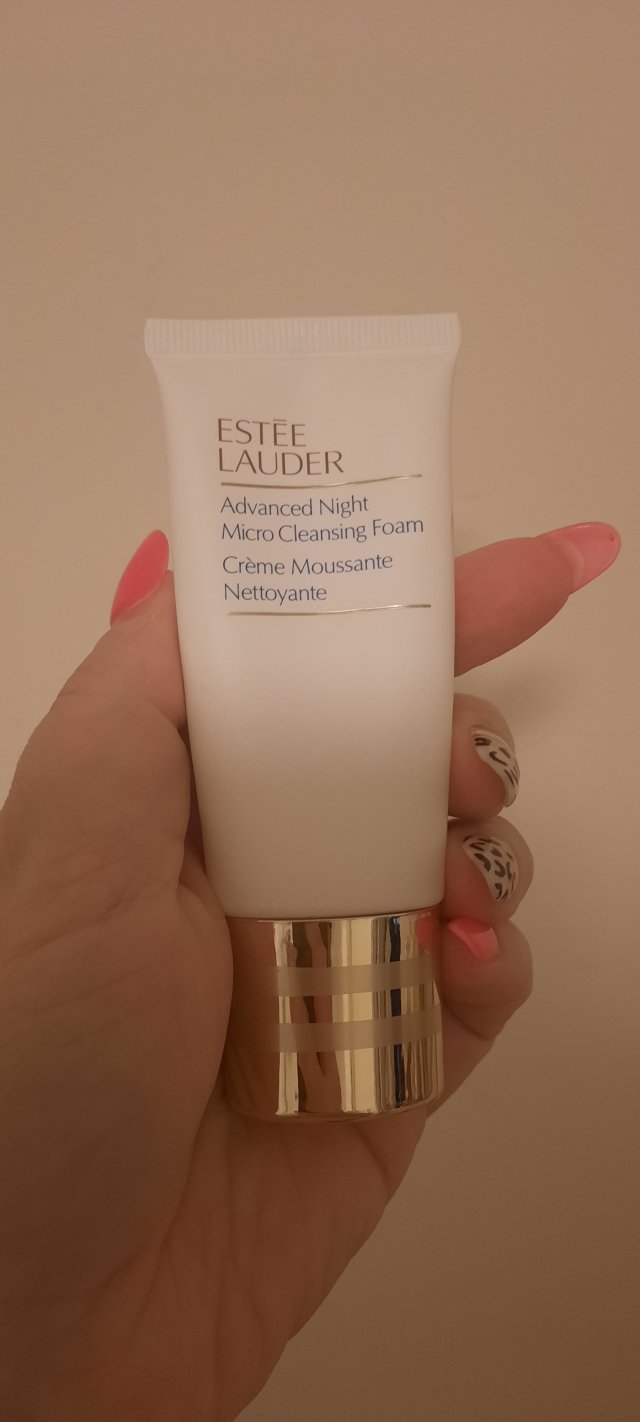 ESTĒE
LAUDER
Advanced Night
Micro Cleansing Foam
Crème Moussante
Nettoyante